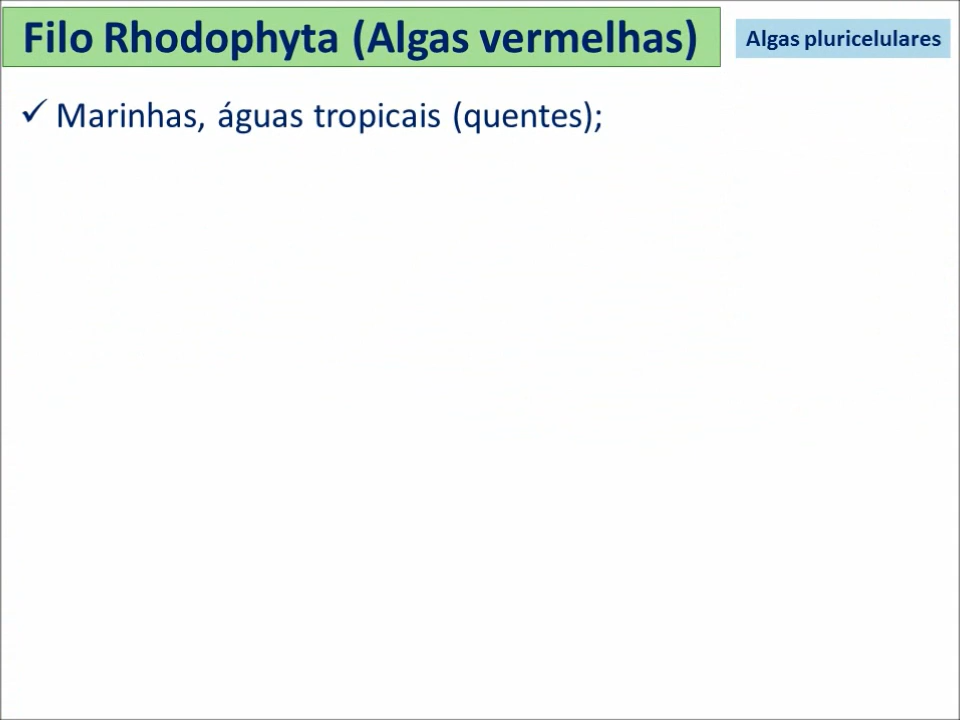 Filo Rhodophyta (Algas vermelhas)
Algas pluricelulares
✓ Marinhas, águas tropicais (quentes);